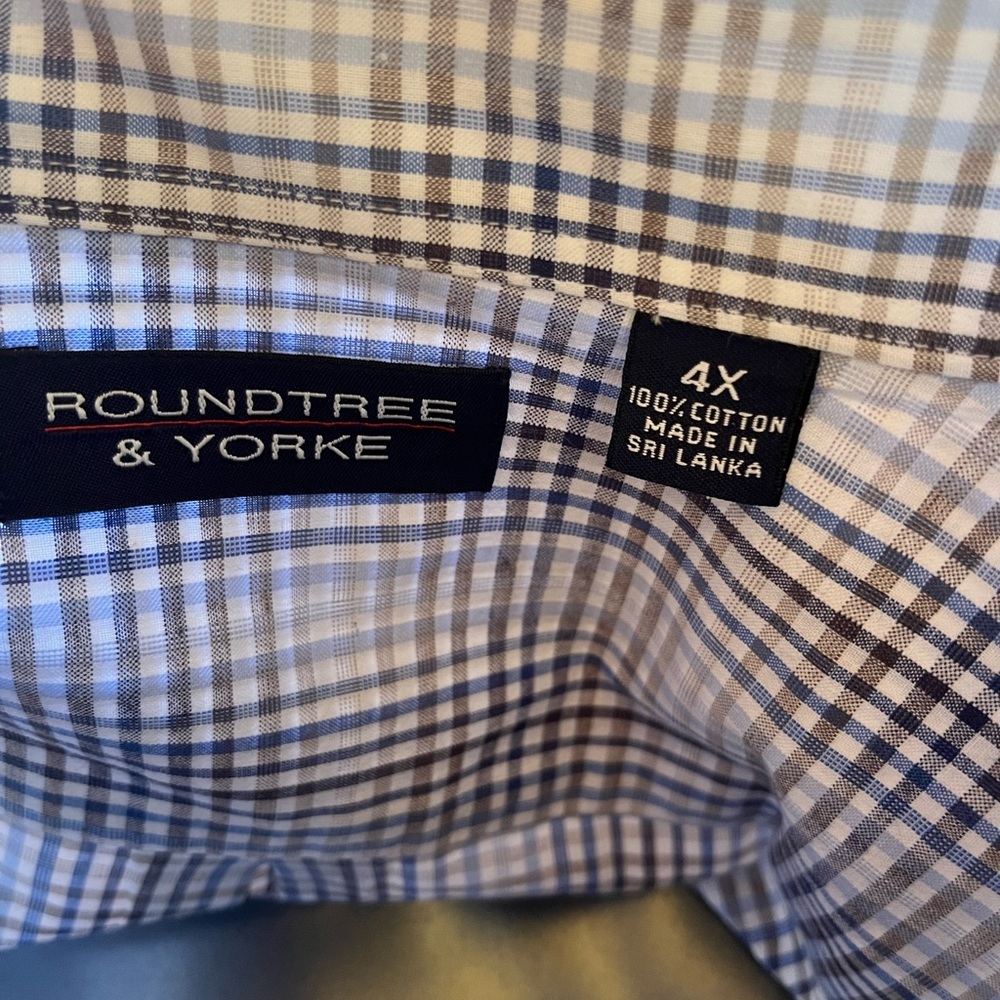 ROUNDTREE
& YORKE
4X
100% COTTON
MADE IN
SRI LANKA